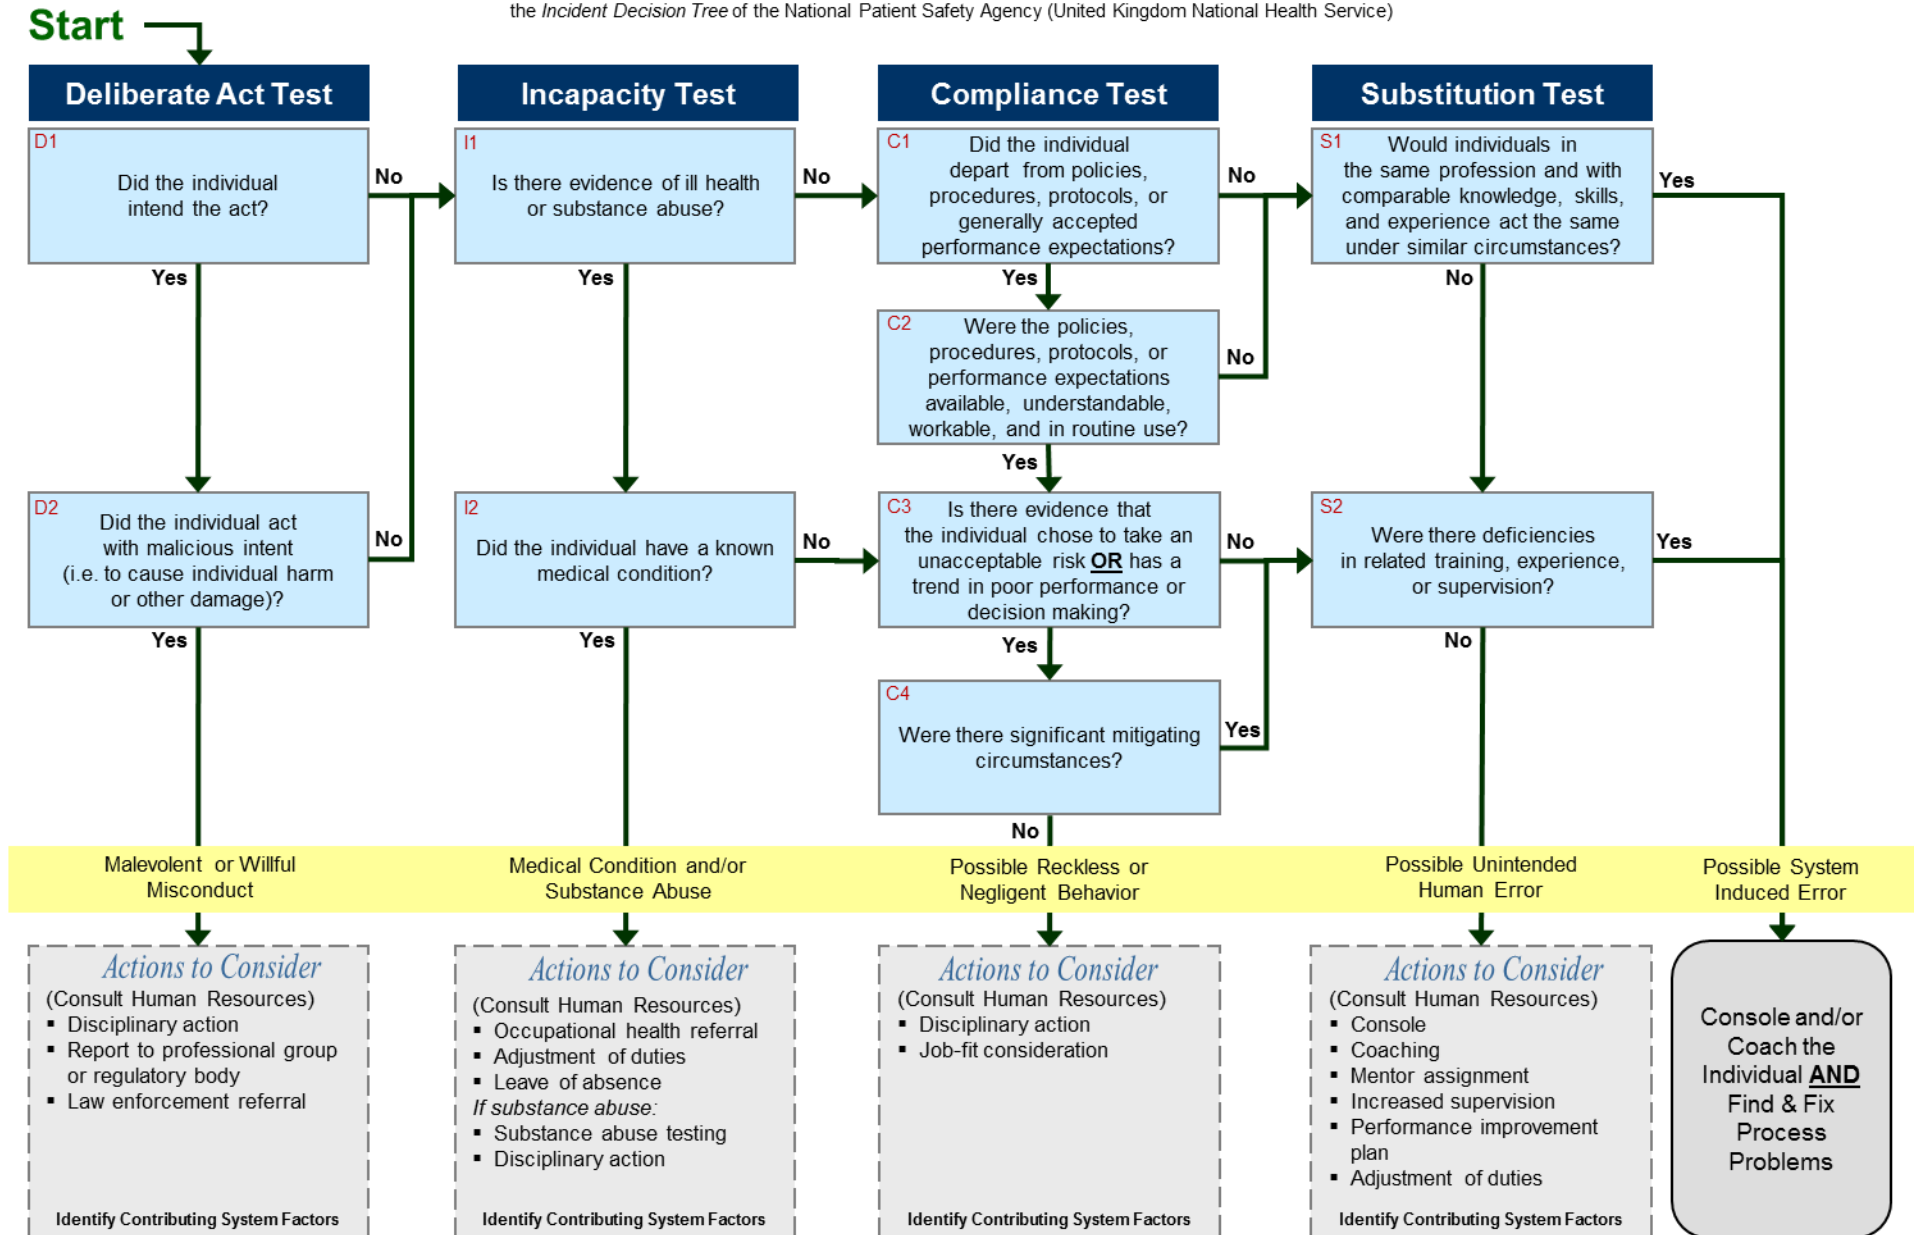 the Incident Decision Tree of the National Patient Safety Agency (United Kingdom National Health Service)
Start
Deliberate Act Test
D1
Did the individual
intend the act?
No
Yes
D2
Did the individual act
with malicious intent
(i.e. to cause individual harm
or other damage)?
No
Yes
Malevolent or Willful
Misconduct
Actions to Consider
(Consult Human Resources)
▪ Disciplinary action
▪ Report to professional group
or regulatory body
▪ Law enforcement referral
Identify Contributing System Factors
Incapacity Test
I1
Is there evidence of ill health
or substance abuse?
No
Yes
I2
Did the individual have a known
medical condition?
No
Yes
Medical Condition and/or
Substance Abuse
Actions to Consider
(Consult Human Resources)
▪ Occupational health referral
▪ Adjustment of duties
▪ Leave of absence
If substance abuse:
▪ Substance abuse testing
▪ Disciplinary action
Identify Contributing System Factors
Compliance Test
C1
Did the individual
depart from policies,
procedures, protocols, or
generally accepted
performance expectations?
No
Yes
C2
Were the policies,
procedures, protocols, or
performance expectations
available, understandable,
workable, and in routine use?
No
Yes
C3
Is there evidence that
the individual chose to take an
unacceptable risk OR has a
trend in poor performance or
decision making?
No
Yes
C4
Were there significant mitigating
circumstances?
Yes
No
Possible Reckless or
Negligent Behavior
Actions to Consider
(Consult Human Resources)
▪ Disciplinary action
▪ Job-fit consideration
Identify Contributing System Factors
Substitution Test
S1
Would individuals in
the same profession and with
comparable knowledge, skills,
and experience act the same
under similar circumstances?
Yes
No
S2
Were there deficiencies
in related training, experience,
or supervision?
Yes
No
Possible Unintended
Human Error
Actions to Consider
(Consult Human Resources)
▪ Console
▪ Coaching
▪ Mentor assignment
▪ Increased supervision
▪ Performance improvement
plan
▪ Adjustment of duties
Identify Contributing System Factors
Possible System
Induced Error
Console and/or
Coach the
Individual AND
Find & Fix
Process
Problems